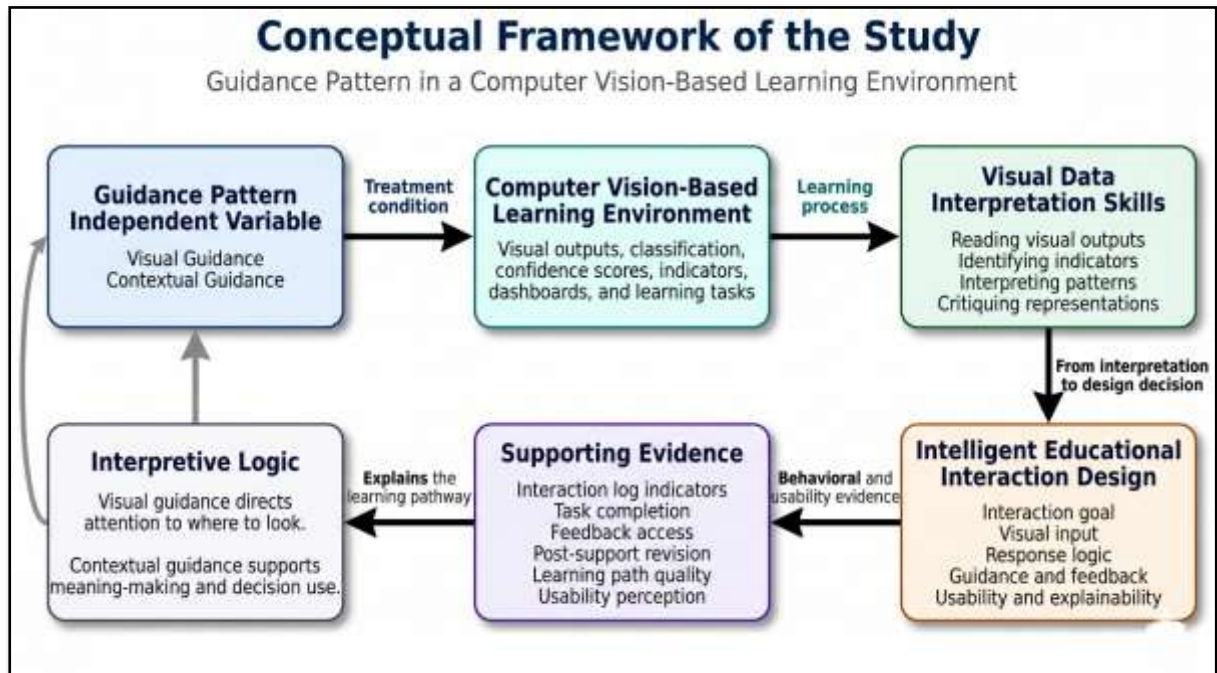 Conceptual Framework of the Study
Guidance Pattern in a Computer Vision-Based Learning Environment
Guidance Pattern
Independent Variable
Visual Guidance
Contextual Guidance
Treatment
condition
Computer Vision-Based
Learning Environment
Visual outputs, classification,
confidence scores, indicators,
dashboards, and learning tasks
Learning
process
Visual Data
Interpretation Skills
Reading visual outputs
Identifying indicators
Interpreting patterns
Critiquing representations
From interpretation
to design decision
Intelligent Educational
Interaction Design
Interaction goal
Visual input
Response logic
Guidance and feedback
Usability and explainability
Behavioral and
usability evidence
Supporting Evidence
Interaction log indicators
Task completion
Feedback access
Post-support revision
Learning path quality
Usability perception
Explains the
learning pathway
Interpretive Logic
Visual guidance directs
attention to where to look.
Contextual guidance supports
meaning-making and decision use.